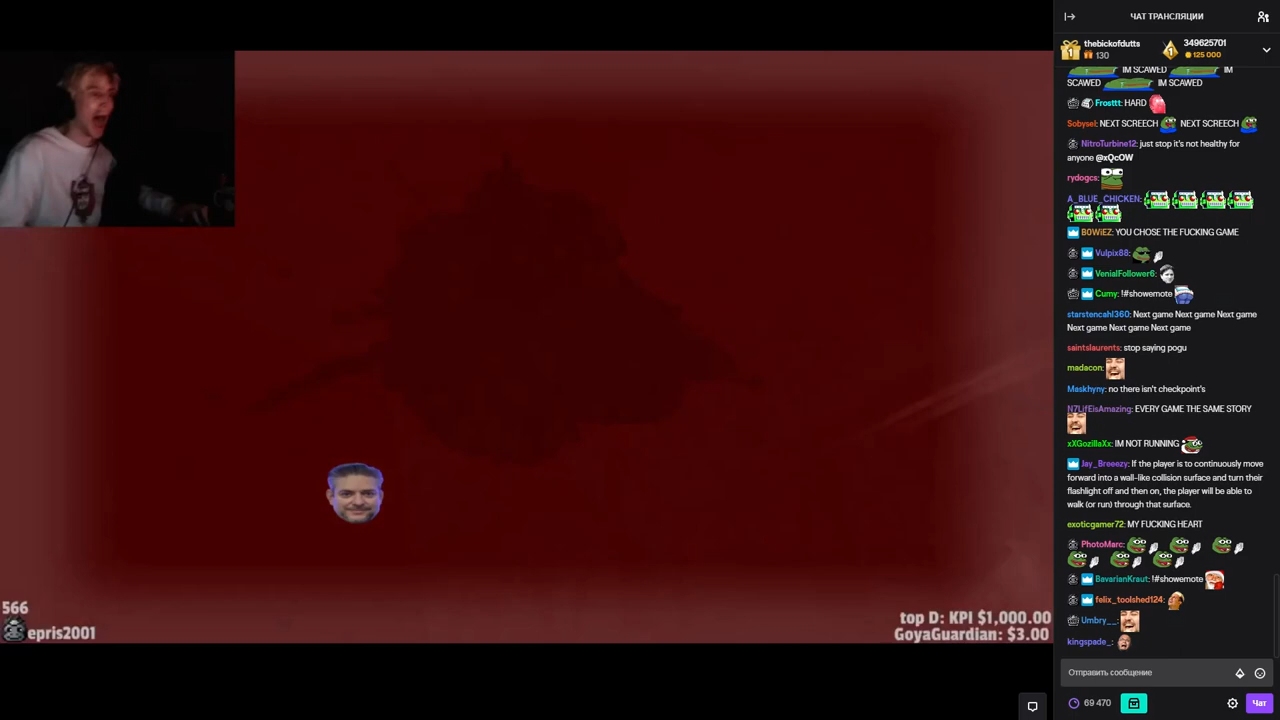 ЧАТ ТРАНСЛЯЦИИ
thebickofdutts
130
349625701
125 000
IM SCAWED IM
SCAWED IM SCAWED
Frosttt: HARD
Sobysel: NEXT SCREECH NEXT SCREECH
NitroTurbine12: just stop it's not healthy for
anyone @xQcOW
rydogcs:
A_BLUE_CHICKEN:
B0WiEZ: YOU CHOSE THE FUCKING GAME
Vulpix88:
VenialFollower6:
Cumy: !#showemote
starstencahl360: Next game Next game Next game
Next game Next game Next game
saintslaurents: stop saying pogu
madacon:
Maskhyny: no there isn't checkpoint's
N7LifEisAmazing: EVERY GAME THE SAME STORY
xXGozillaXx: IM NOT RUNNING
Jay_Breeezy: If the player is to continuously move
forward into a wall-like collision surface and turn their
flashlight off and then on, the player will be able to
walk (or run) through that surface.
exoticgamer72: MY FUCKING HEART
PhotoMarc:
BavarianKraut: !#showemote
felix_toolshed124:
Umbry__:
kingspade_:
Отправить сообщение
69 470
Чат
566
epris2001
top D: KPI $1,000.00
GoyaGuardian: $3.00